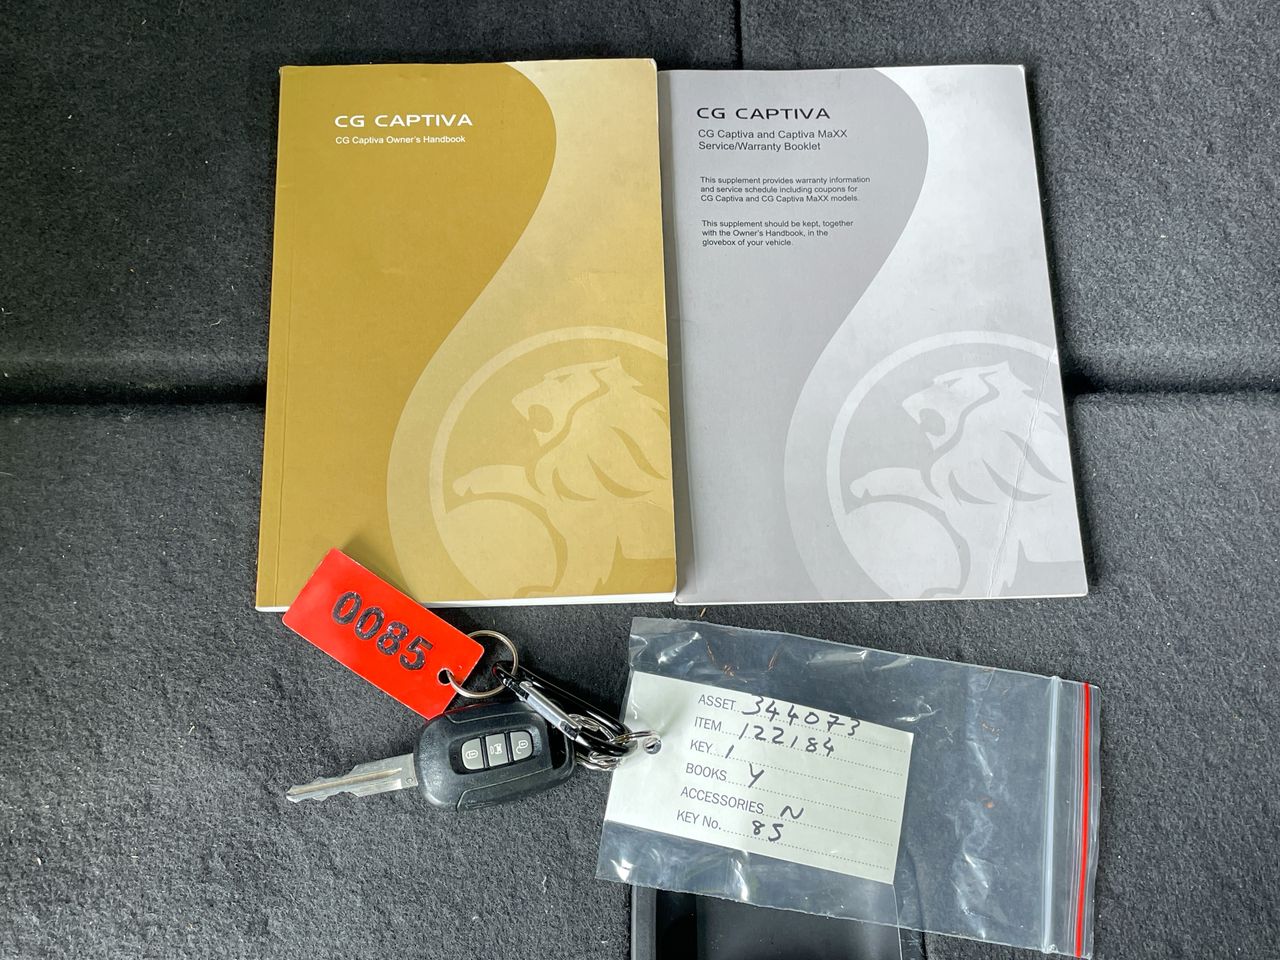 CG CAPTIVA
CG Captiva Owner's Handbook
CG CAPTIVA
CG Captiva and Captiva MaXX
Service/Warranty Booklet
This supplement provides warranty information
and service schedule including coupons for
CG Captiva and CG Captiva MaXX models.
This supplement should be kept, together
with the Owner's Handbook, in the
glovebox of your vehicle.
0085
ASSET 344073
ITEM 122184
KEY 1
BOOKS Y
ACCESSORIES N
KEY No. 85